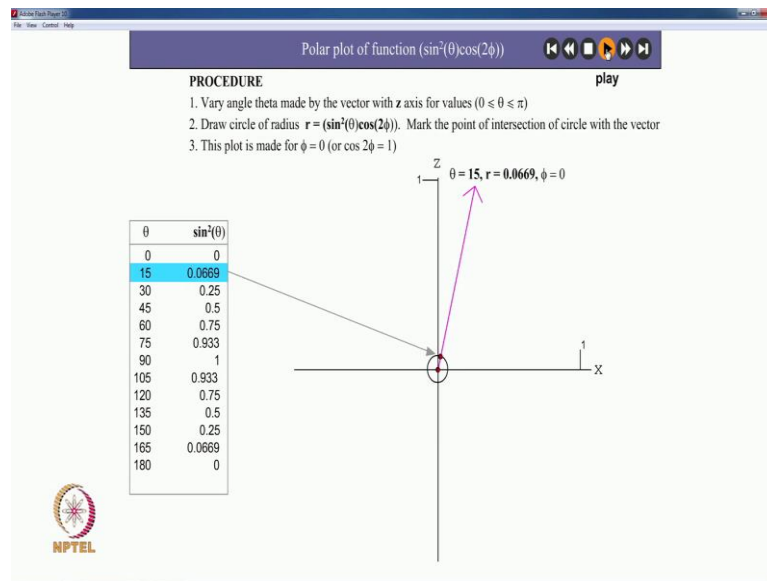 Adobe Flash Player 10
File View Control Help
Polar plot of function (sin²(θ)cos(2ϕ))
play
PROCEDURE
1. Vary angle theta made by the vector with z axis for values (0 ⩽ θ ⩽ π)
2. Draw circle of radius r = (sin²(θ)cos(2ϕ)). Mark the point of intersection of circle with the vector
3. This plot is made for ϕ = 0 (or cos 2ϕ = 1)
Z
1
θ = 15, r = 0.0669, ϕ = 0
θ sin²(θ)
0 0
15 0.0669
30 0.25
45 0.5
60 0.75
75 0.933
90 1
105 0.933
120 0.75
135 0.5
150 0.25
165 0.0669
180 0
1
X
NPTEL